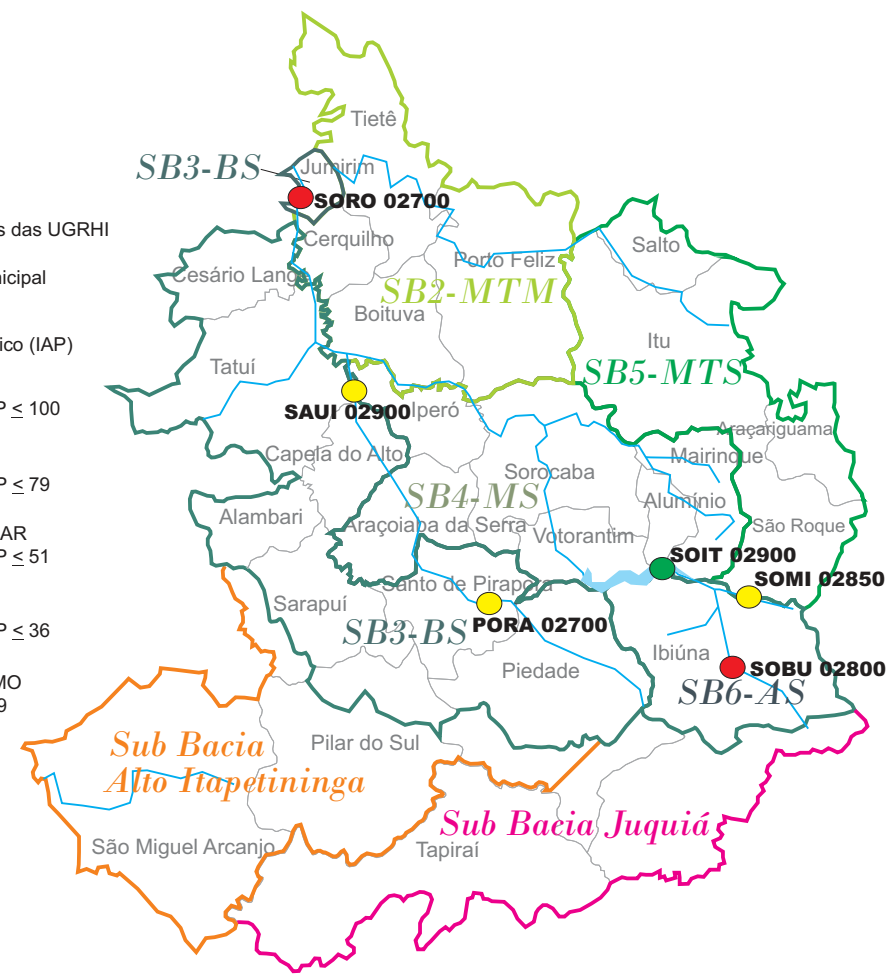 s das UGRHI
icipal
ico (IAP)
P ≤ 100
P ≤ 79
AR
P ≤ 51
P ≤ 36
MO
9
Tietê
SB3-BS
Jumirim
SORO 02700
Cerquilho
Salto
Porto Feliz
Cesário Lange
SB2-MTM
Boituva
Itu
SB5-MTS
Tatuí
SAUI 02900
Iperó
Araçariguama
Capela do Alto
Mairinque
Sorocaba
SB4-MS
Alumínio
Alambari
Araçoiaba da Serra
Votorantim
São Roque
SOIT 02900
SOMI 02850
Santo de Pirapora
Sarapuí
SB3-BS
PORA 02700
Ibiúna
Piedade
SOBU 02800
SB6-AS
Pilar do Sul
Sub Bacia
Alto Itapetininga
Sub Bacia Juquiá
São Miguel Arcanjo
Tapiraí